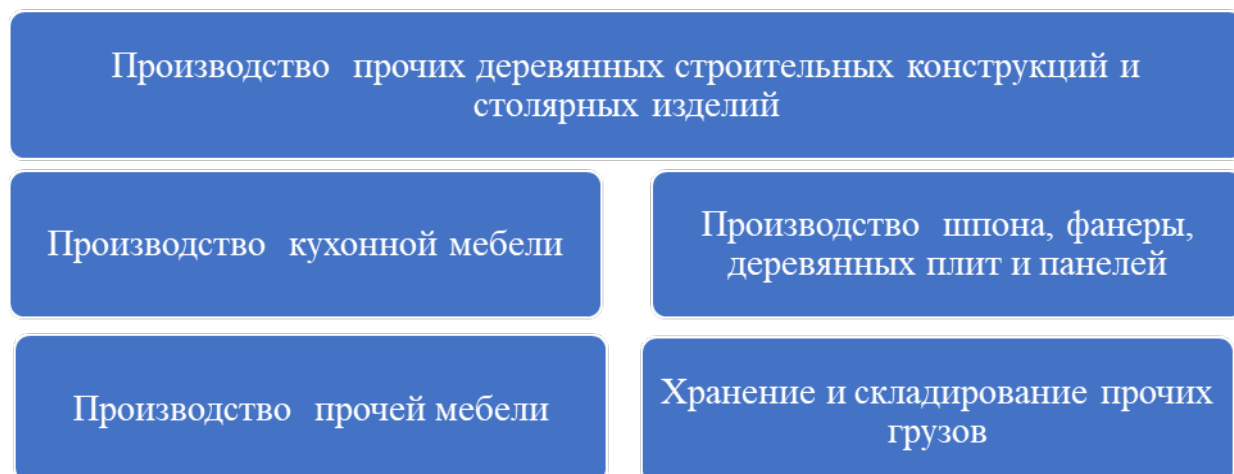 Производство прочих деревянных строительных конструкций и
столярных изделий
Производство кухонной мебели
Производство шпона, фанеры,
деревянных плит и панелей
Производство прочей мебели
Хранение и складирование прочих
грузов